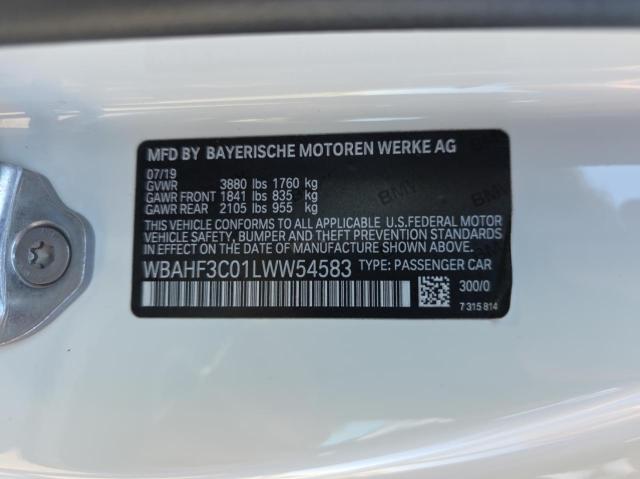 MFD BY BAYERISCHE MOTOREN WERKE AG
07/19
GVWR 3880 lbs 1760 kg
GAWR FRONT 1841 lbs 835 kg
GAWR REAR 2105 lbs 955 kg
THIS VEHICLE CONFORMS TO ALL APPLICABLE U.S.FEDERAL MOTOR
VEHICLE SAFETY, BUMPER, AND THEFT PREVENTION STANDARDS
IN EFFECT ON THE DATE OF MANUFACTURE SHOWN ABOVE.
WBAHF3C01LWW54583 TYPE: PASSENGER CAR
300/0
7 315 814